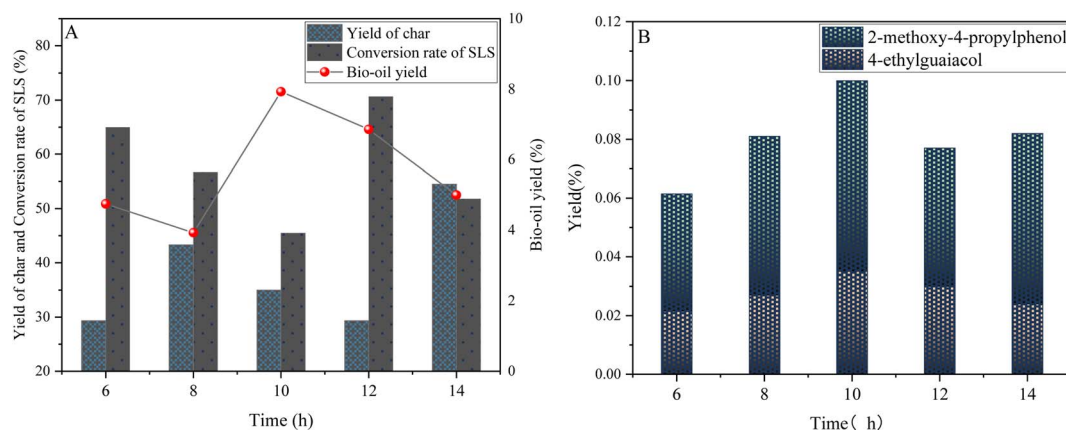 A
Yield of char
Conversion rate of SLS
Bio-oil yield
Yield of char and Conversion rate of SLS (%)
85
80
70
60
50
40
30
20
10
8
6
4
2
0
Bio-oil yield (%)
6 8 10 12 14
Time (h)
B
2-methoxy-4-propylphenol
4-ethylguaiacol
Yield(%)
0.12
0.10
0.08
0.06
0.04
0.02
0.00
6 8 10 12 14
Time( h)